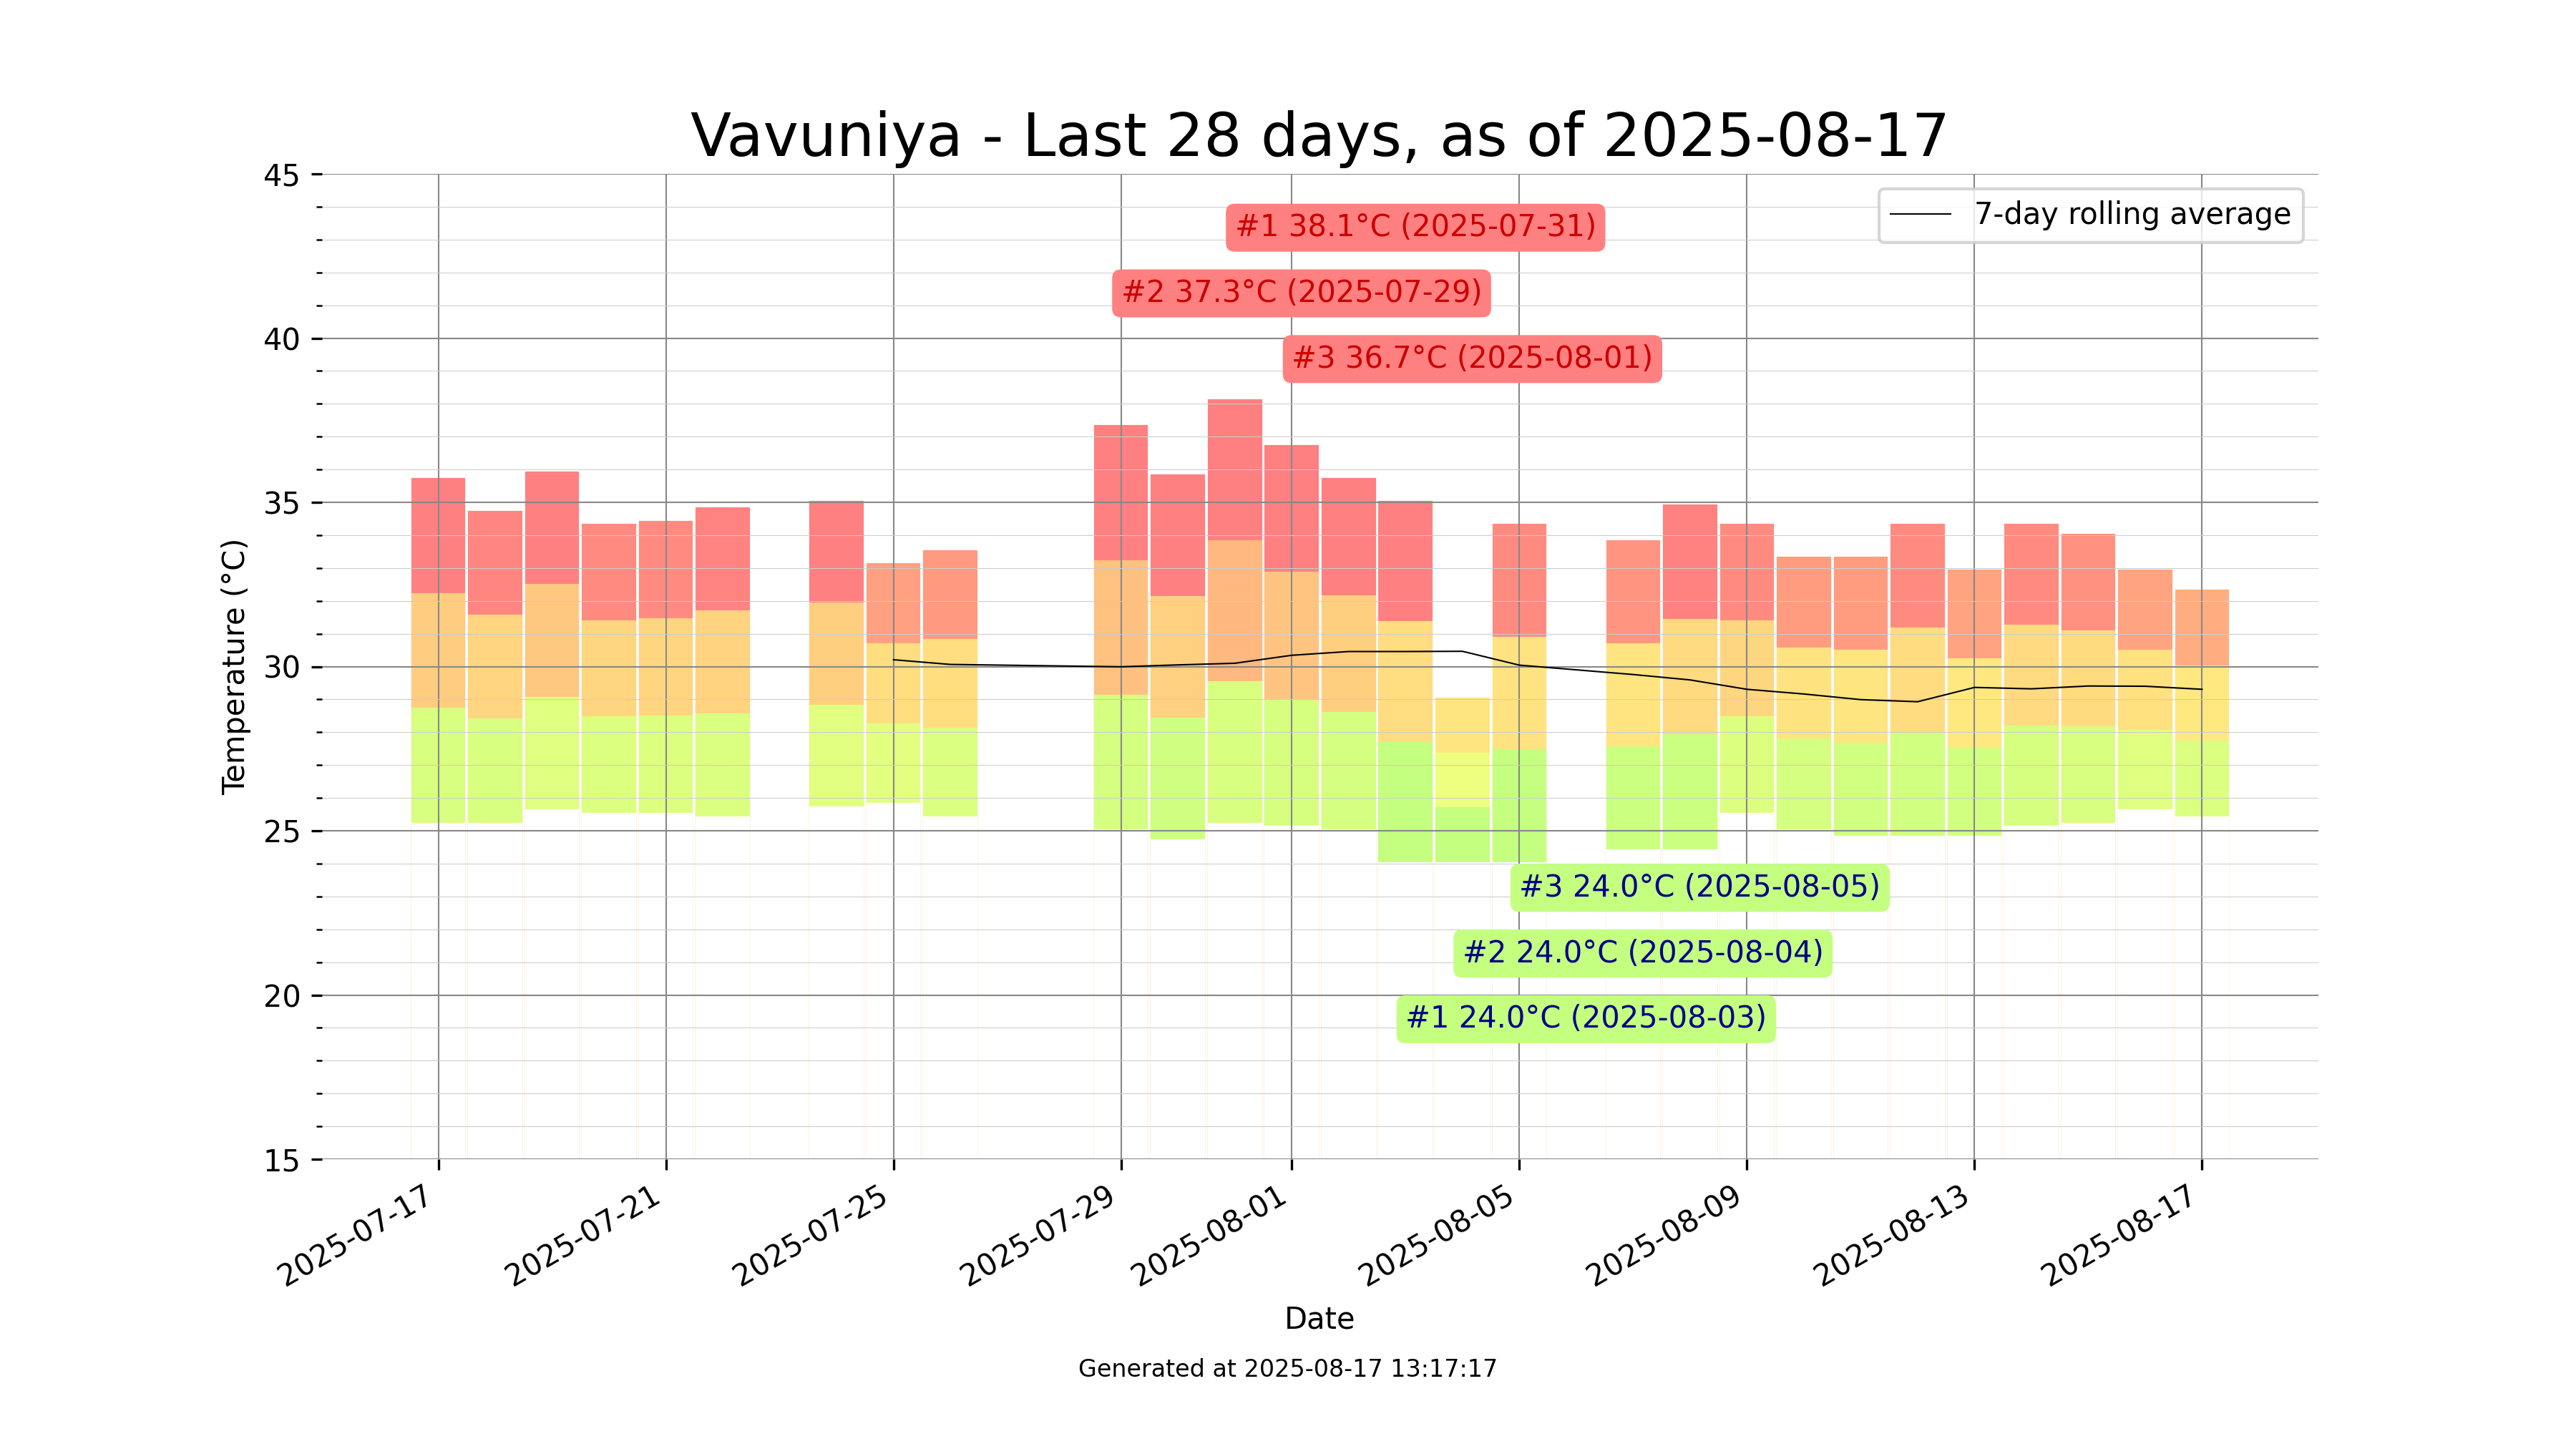 Vavuniya - Last 28 days, as of 2025-08-17
7-day rolling average
#1 38.1°C (2025-07-31)
#2 37.3°C (2025-07-29)
#3 36.7°C (2025-08-01)
#3 24.0°C (2025-08-05)
#2 24.0°C (2025-08-04)
#1 24.0°C (2025-08-03)
45
40
35
30
25
20
15
Temperature (°C)
2025-07-17
2025-07-21
2025-07-25
2025-07-29
2025-08-01
2025-08-05
2025-08-09
2025-08-13
2025-08-17
Date
Generated at 2025-08-17 13:17:17